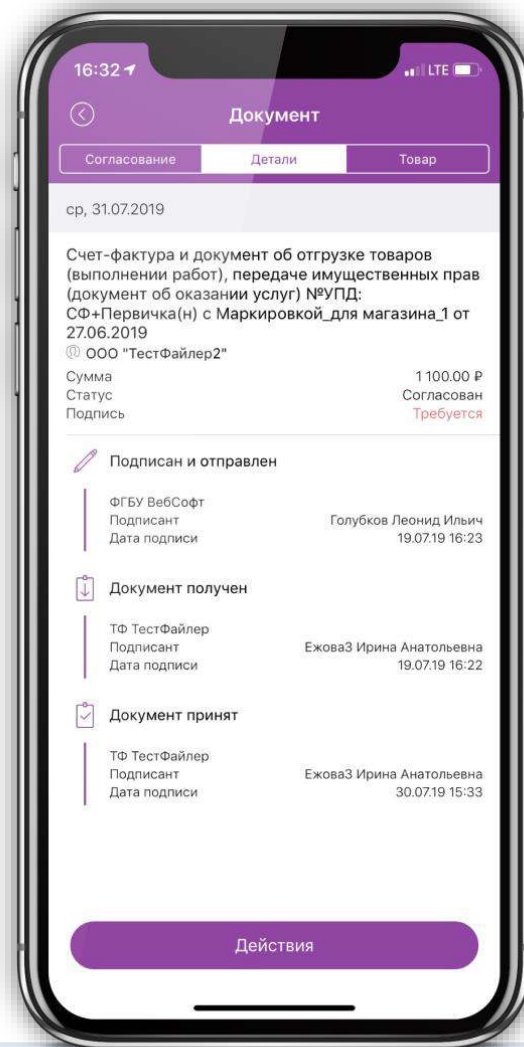 16:32
LTE
Документ
Согласование Детали Товар
ср, 31.07.2019
Счет-фактура и документ об отгрузке товаров
(выполнении работ), передаче имущественных прав
(документ об оказании услуг) №УПД:
СФ+Первичка(н) с Маркировкой_для магазина_1 от
27.06.2019
ООО "ТестФайлер2"
Сумма 1 100.00 ₽
Статус Согласован
Подпись Требуется
Подписан и отправлен
ФГБУ ВебСофт
Подписант Голубков Леонид Ильич
Дата подписи 19.07.19 16:23
Документ получен
ТФ ТестФайлер
Подписант Ежова3 Ирина Анатольевна
Дата подписи 19.07.19 16:22
Документ принят
ТФ ТестФайлер
Подписант Ежова3 Ирина Анатольевна
Дата подписи 30.07.19 15:33
Действия